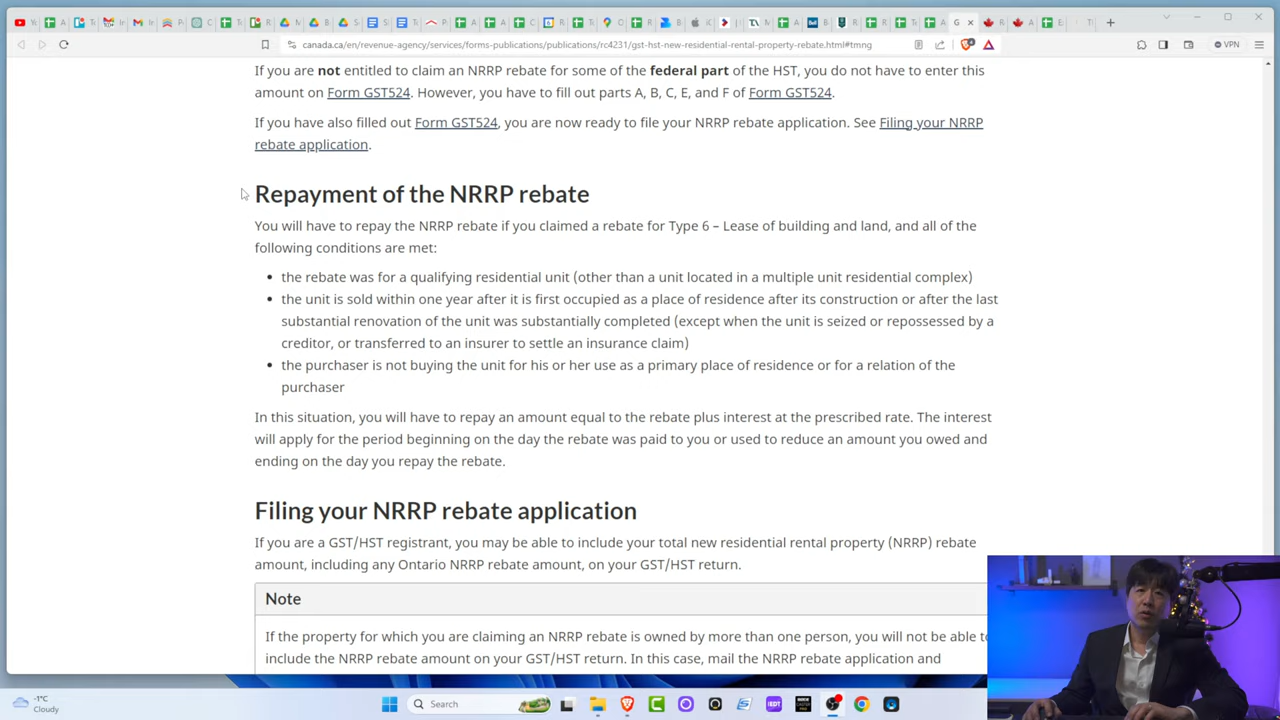 canada.ca/en/revenue-agency/services/forms-publications/publications/rc4231/gst-hst-new-residential-rental-property-rebate.html#tmng
VPN
If you are not entitled to claim an NRRP rebate for some of the federal part of the HST, you do not have to enter this
amount on Form GST524. However, you have to fill out parts A, B, C, E, and F of Form GST524.
If you have also filled out Form GST524, you are now ready to file your NRRP rebate application. See Filing your NRRP
rebate application.
Repayment of the NRRP rebate
You will have to repay the NRRP rebate if you claimed a rebate for Type 6 – Lease of building and land, and all of the
following conditions are met:
• the rebate was for a qualifying residential unit (other than a unit located in a multiple unit residential complex)
• the unit is sold within one year after it is first occupied as a place of residence after its construction or after the last
substantial renovation of the unit was substantially completed (except when the unit is seized or repossessed by a
creditor, or transferred to an insurer to settle an insurance claim)
• the purchaser is not buying the unit for his or her use as a primary place of residence or for a relation of the
purchaser
In this situation, you will have to repay an amount equal to the rebate plus interest at the prescribed rate. The interest
will apply for the period beginning on the day the rebate was paid to you or used to reduce an amount you owed and
ending on the day you repay the rebate.
Filing your NRRP rebate application
If you are a GST/HST registrant, you may be able to include your total new residential rental property (NRRP) rebate
amount, including any Ontario NRRP rebate amount, on your GST/HST return.
Note
If the property for which you are claiming an NRRP rebate is owned by more than one person, you will not be able to
include the NRRP rebate amount on your GST/HST return. In this case, mail the NRRP rebate application and
-1°C
Cloudy
Search